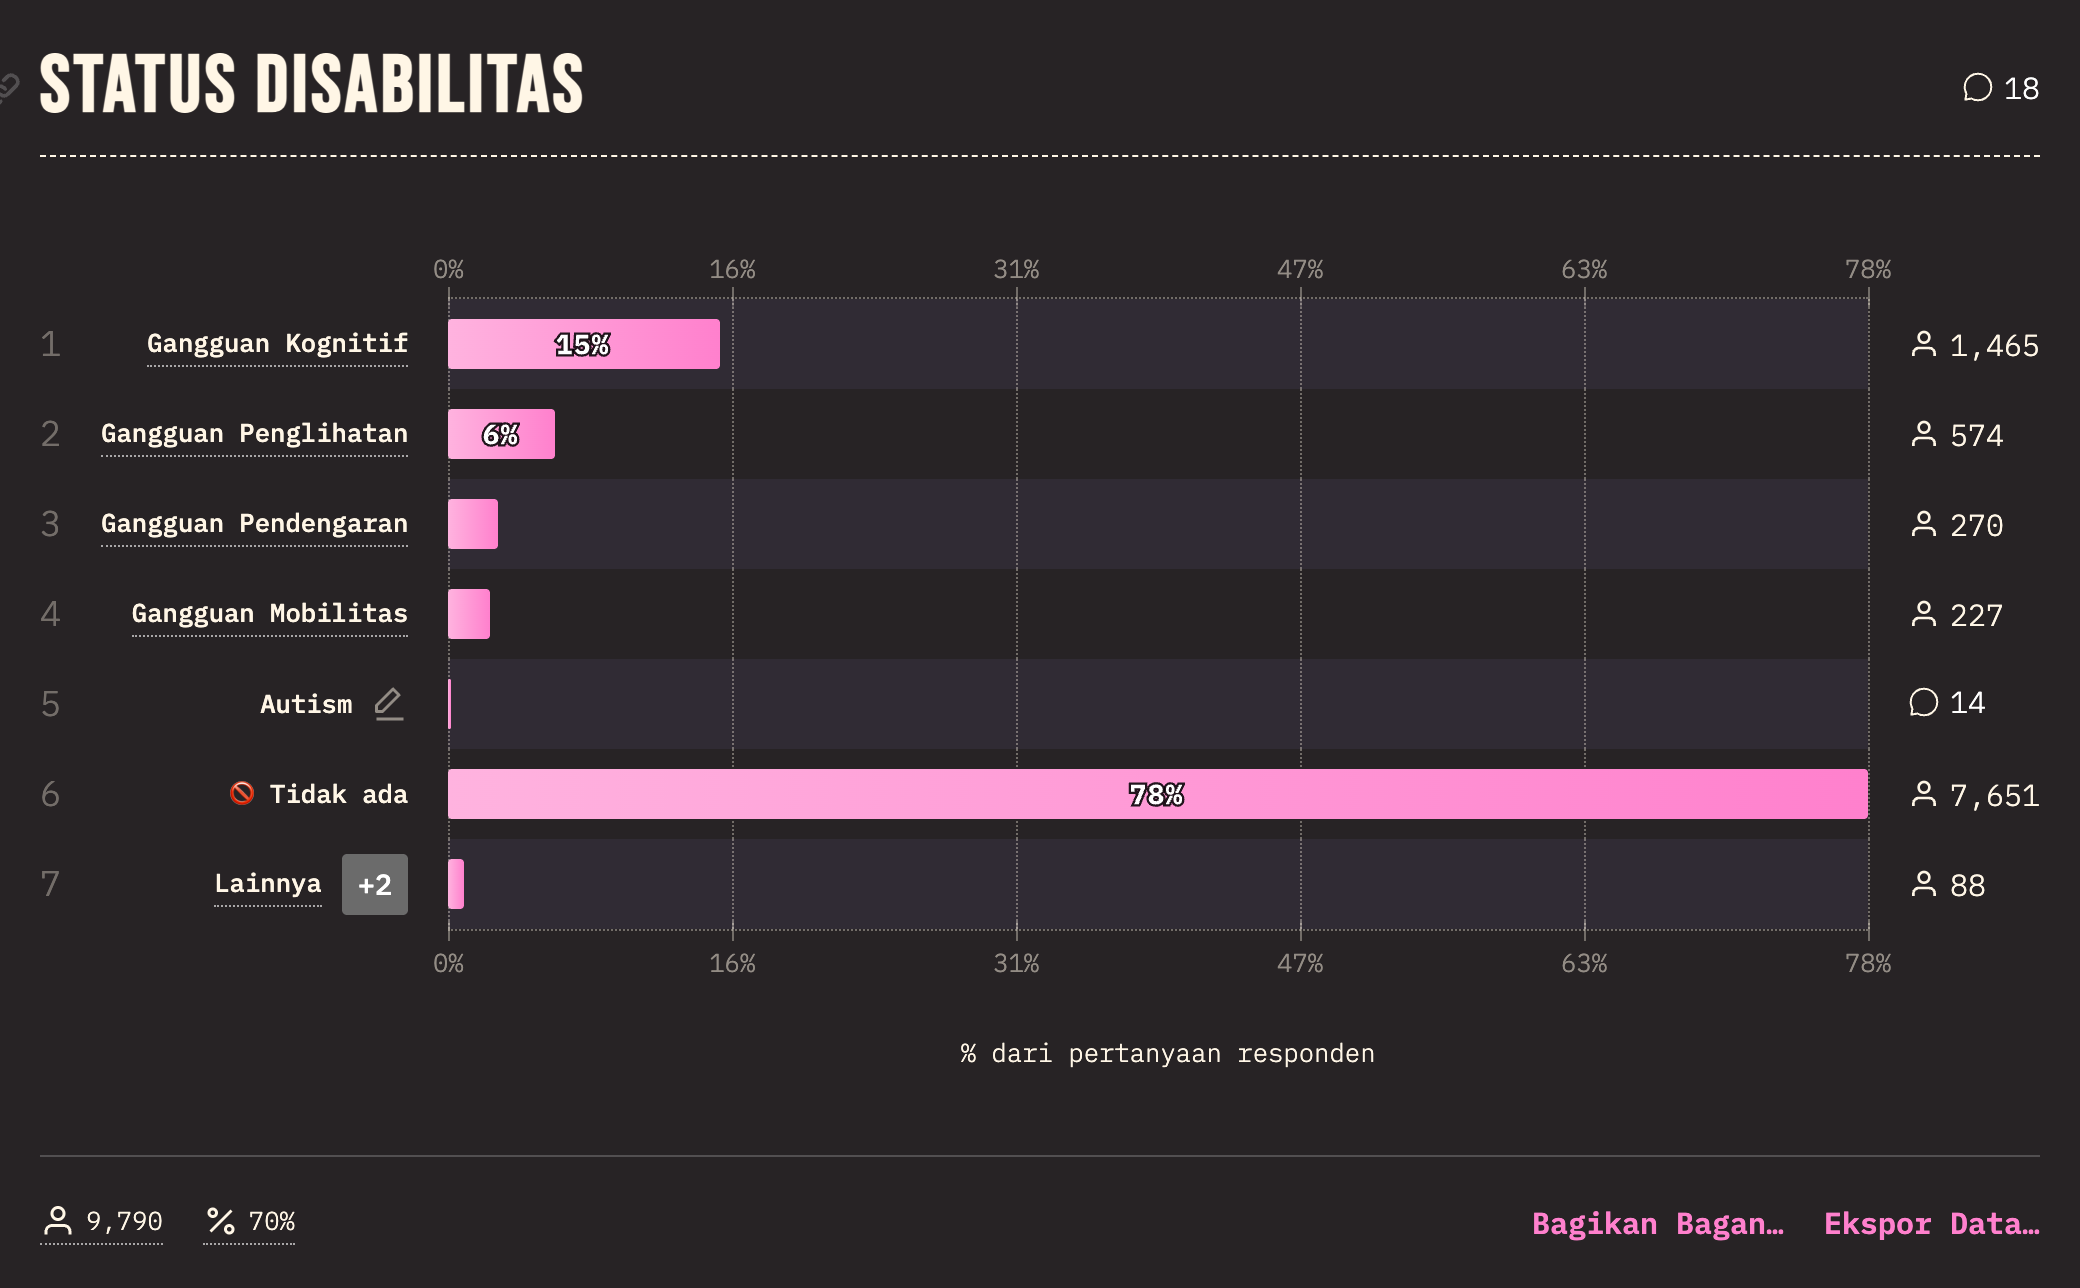 STATUS DISABILITAS
18
0% 16% 31% 47% 63% 78%
1 Gangguan Kognitif 15% 1,465
2 Gangguan Penglihatan 6% 574
3 Gangguan Pendengaran 270
4 Gangguan Mobilitas 227
5 Autism 14
6 Tidak ada 78% 7,651
7 Lainnya +2 88
0% 16% 31% 47% 63% 78%
% dari pertanyaan responden
9,790 70% Bagikan Bagan… Ekspor Data…